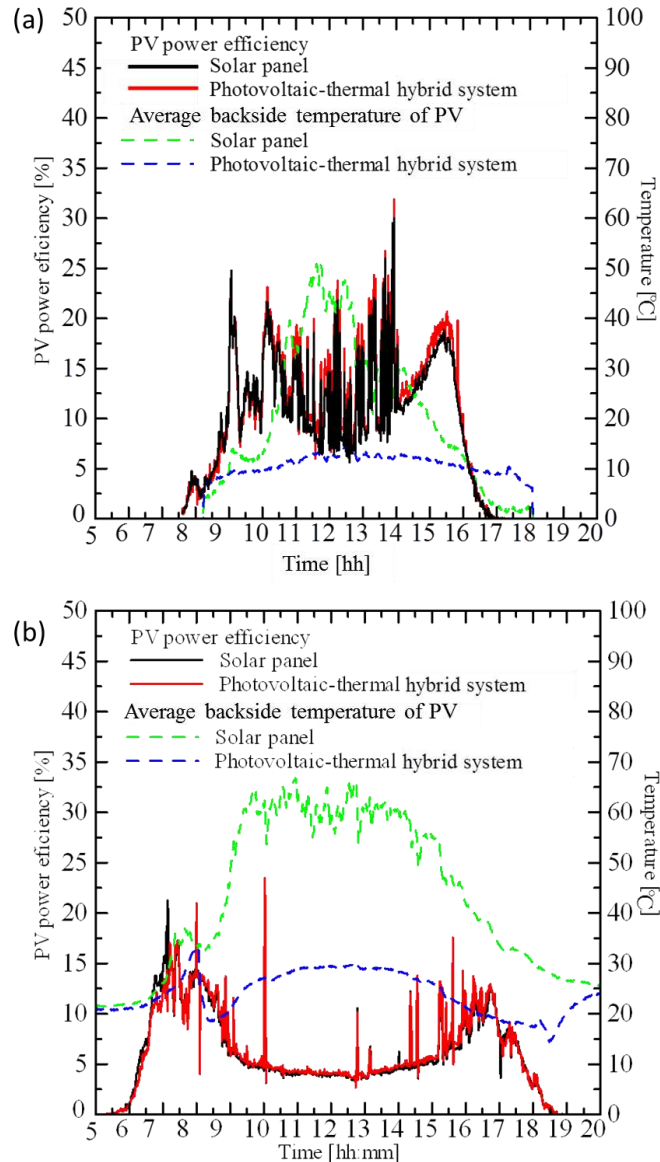 (a)
50
45
40
35
30
25
20
15
10
5
0
PV power eficiency [%]
PV power efficiency
Solar panel
Photovoltaic-thermal hybrid system
Average backside temperature of PV
Solar panel
Photovoltaic-thermal hybrid system
100
90
80
70
60
50
40
30
20
10
0
Temperature [℃]
5 6 7 8 9 10 11 12 13 14 15 16 17 18 19 20
Time [hh]
(b)
50
45
40
35
30
25
20
15
10
5
0
PV power eficiency [%]
PV power efficiency
Solar panel
Photovoltaic-thermal hybrid system
Average backside temperature of PV
Solar panel
Photovoltaic-thermal hybrid system
100
90
80
70
60
50
40
30
20
10
0
Temperature [℃]
5 6 7 8 9 10 11 12 13 14 15 16 17 18 19 20
Time [hh:mm]